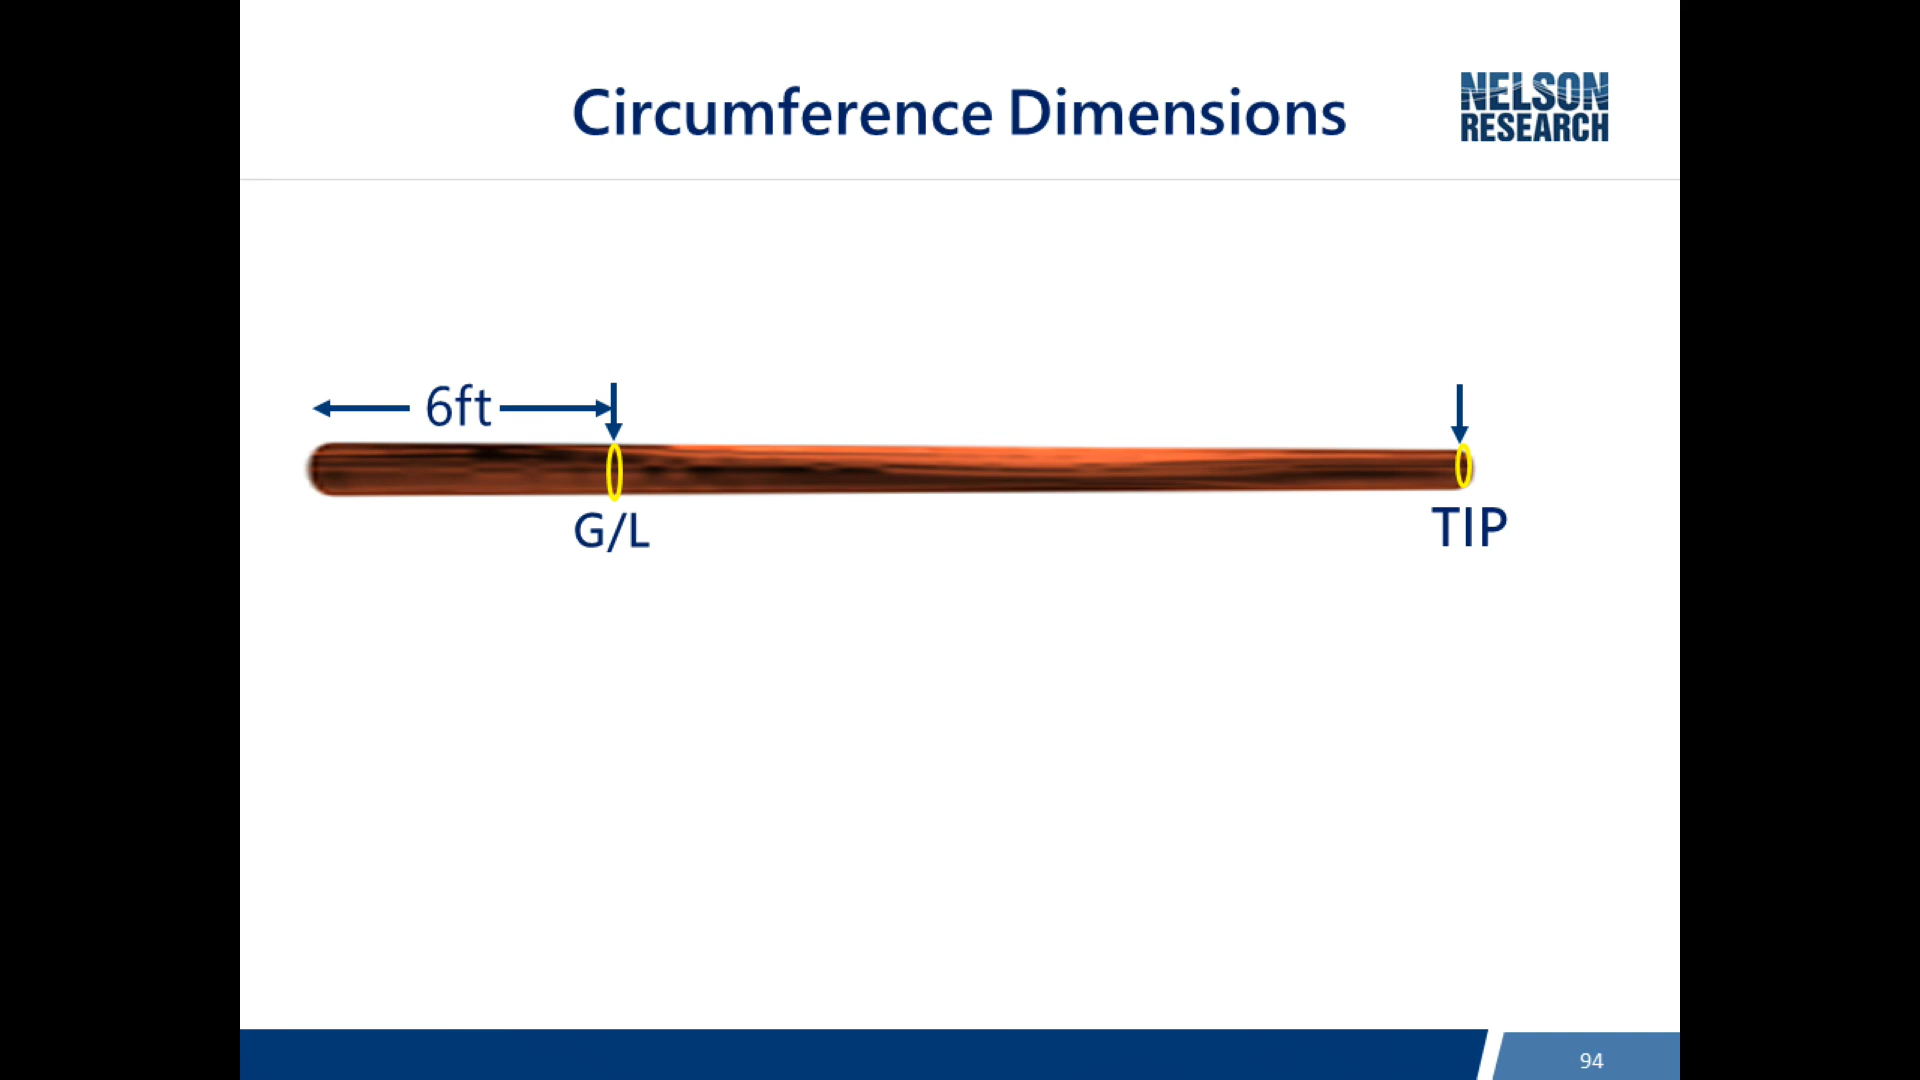 Circumference Dimensions
NELSON
RESEARCH
6ft
G/L
TIP
94